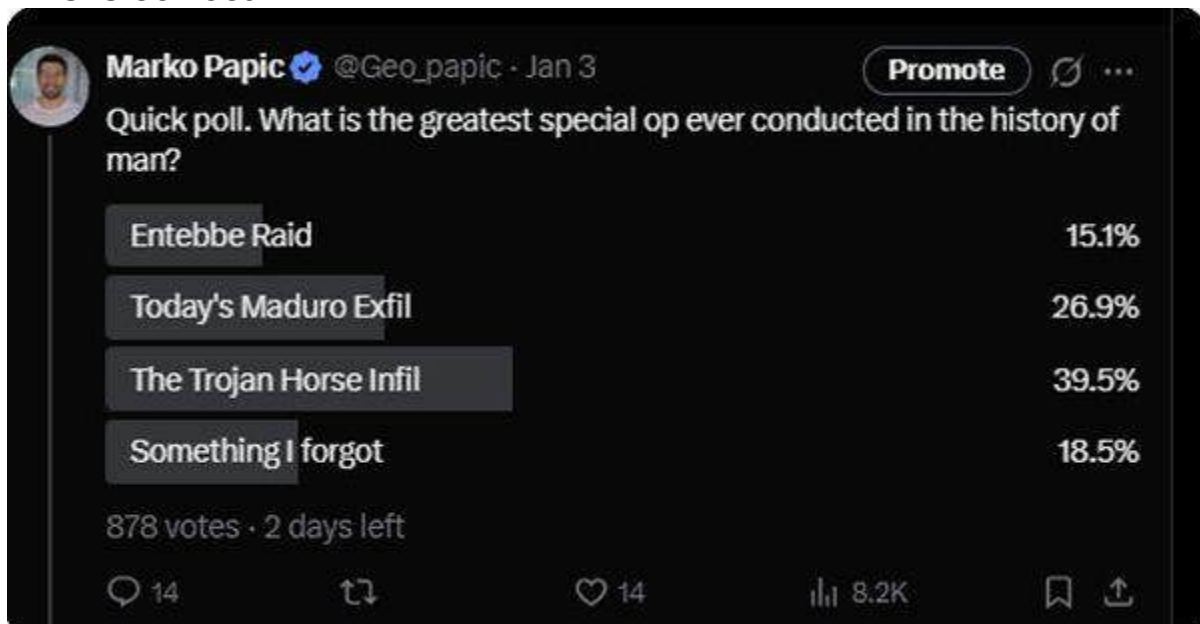 Marko Papic @Geo_papic · Jan 3
Promote
Quick poll. What is the greatest special op ever conducted in the history of
man?
Entebbe Raid 15.1%
Today's Maduro Exfil 26.9%
The Trojan Horse Infil 39.5%
Something I forgot 18.5%
878 votes · 2 days left
14 14 8.2K